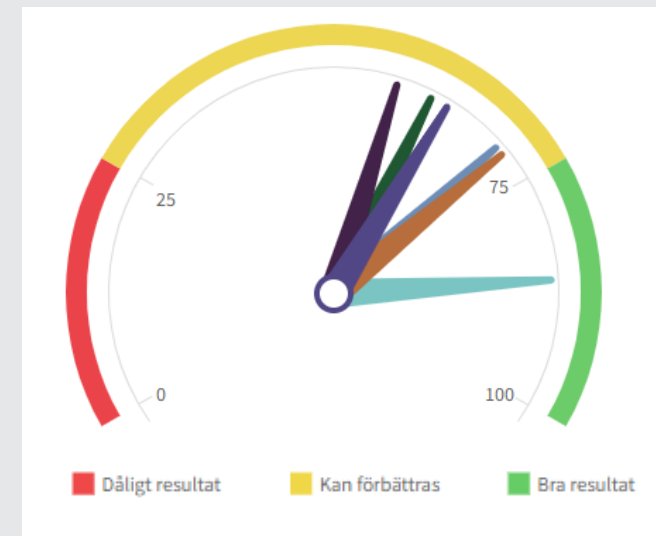 25
75
0
100
Dåligt resultat
Kan förbättras
Bra resultat